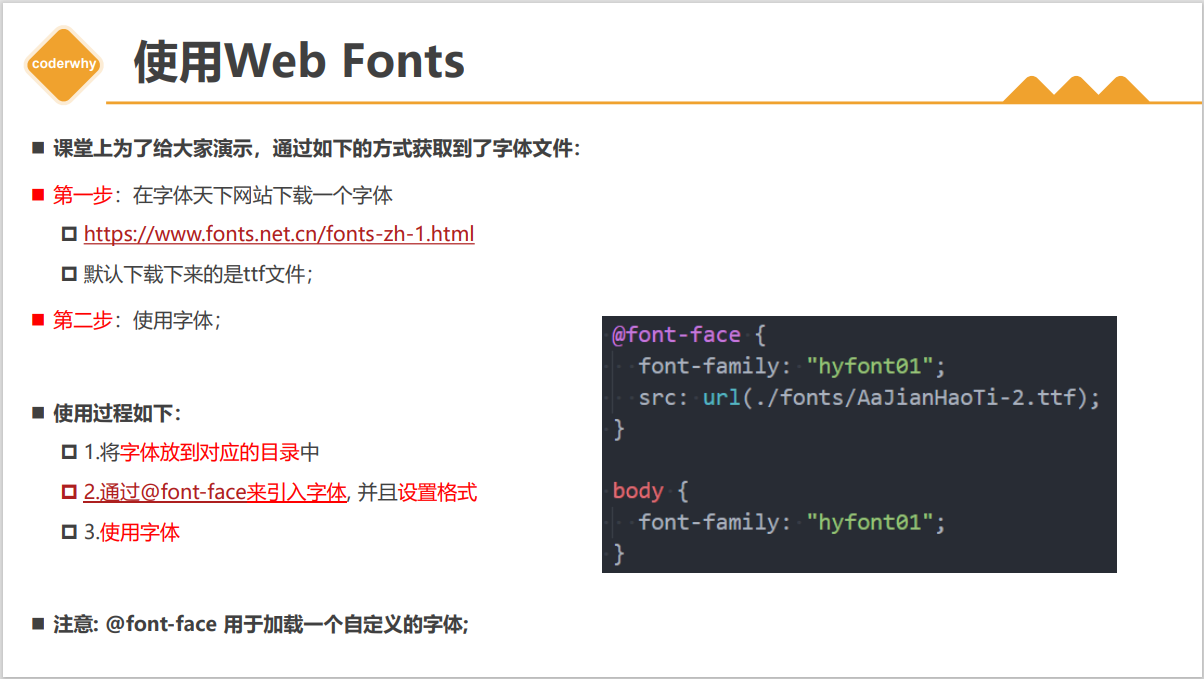 coderwhy
使用Web Fonts
课堂上为了给大家演示，通过如下的方式获取到了字体文件：
第一步：在字体天下网站下载一个字体
https://www.fonts.net.cn/fonts-zh-1.html
默认下载下来的是ttf文件；
第二步：使用字体；
使用过程如下：
1.将字体放到对应的目录中
2.通过@font-face来引入字体, 并且设置格式
3.使用字体
注意: @font-face 用于加载一个自定义的字体;
@font-face {
font-family: "hyfont01";
src: url(./fonts/AaJianHaoTi-2.ttf);
}
body {
font-family: "hyfont01";
}